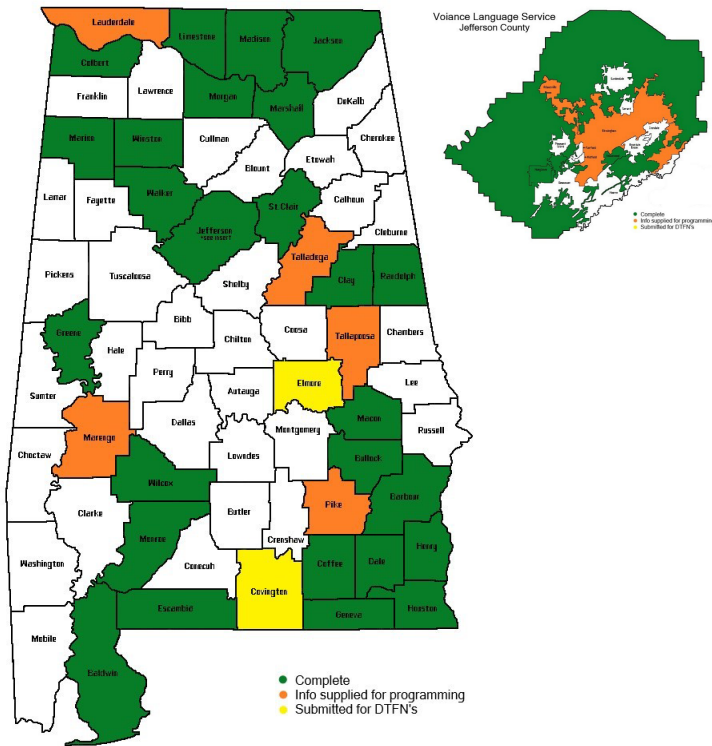 Voiance Language Service
Jefferson County
Lauderdale
Limestone
Madison
Jackson
Colbert
Franklin
Lawrence
Morgan
Marshall
DeKalb
Marion
Winston
Cullman
Cherokee
Blount
Etowah
Lamar
Fayette
Walker
Jefferson
*see insert
St.Clair
Calhoun
Cleburne
Talladega
Pickens
Tuscaloosa
Shelby
Clay
Randolph
Greene
Bibb
Hale
Chilton
Coosa
Tallapoosa
Chambers
Perry
Sumter
Autauga
Elmore
Lee
Marengo
Dallas
Macon
Montgomery
Russell
Choctaw
Lowndes
Bullock
Wilcox
Clarke
Butler
Pike
Barbour
Crenshaw
Monroe
Washington
Conecuh
Coffee
Dale
Henry
Covington
Escambia
Geneva
Houston
Mobile
Baldwin
Complete
Info supplied for programming
Submitted for DTFN's
Complete
Info supplied for programming
Submitted for DTFN's